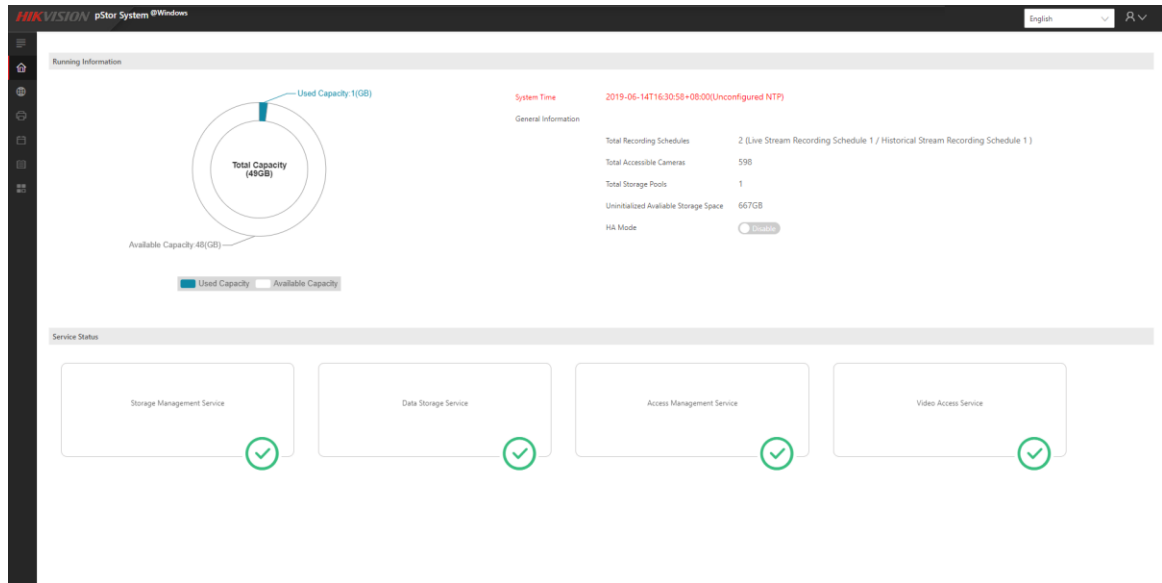 HIKVISION pStor System @Windows
English
Running Information
Used Capacity:1(GB)
Total Capacity
(49GB)
Available Capacity:48(GB)
Used Capacity Available Capacity
System Time 2019-06-14T16:30:58+08:00(Unconfigured NTP)
General Information
Total Recording Schedules 2 (Live Stream Recording Schedule 1 / Historical Stream Recording Schedule 1 )
Total Accessible Cameras 598
Total Storage Pools 1
Uninitialized Avaliable Storage Space 667GB
HA Mode Disable
Service Status
Storage Management Service
Data Storage Service
Access Management Service
Video Access Service